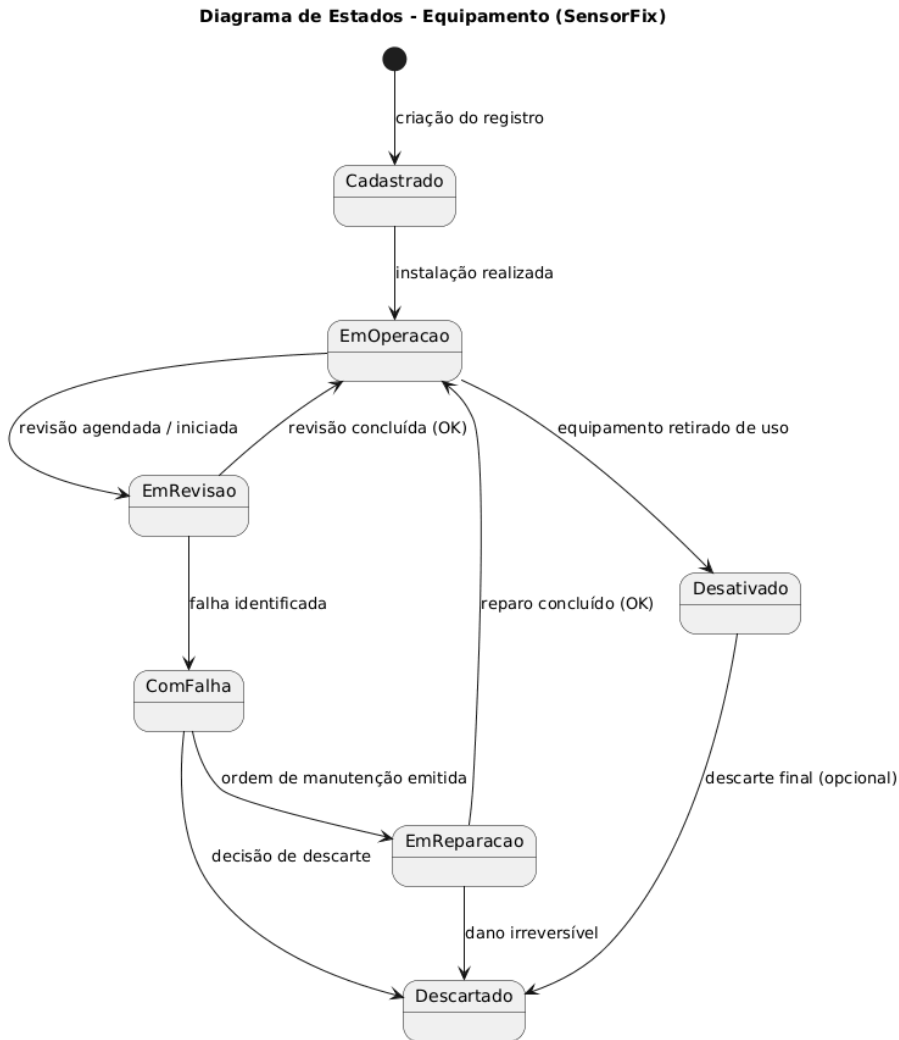 Diagrama de Estados - Equipamento (SensorFix)
criação do registro
Cadastrado
instalação realizada
EmOperacao
revisão agendada / iniciada
revisão concluída (OK)
equipamento retirado de uso
EmRevisao
Desativado
falha identificada
reparo concluído (OK)
ComFalha
ordem de manutenção emitida
descarte final (opcional)
EmReparacao
decisão de descarte
dano irreversível
Descartado